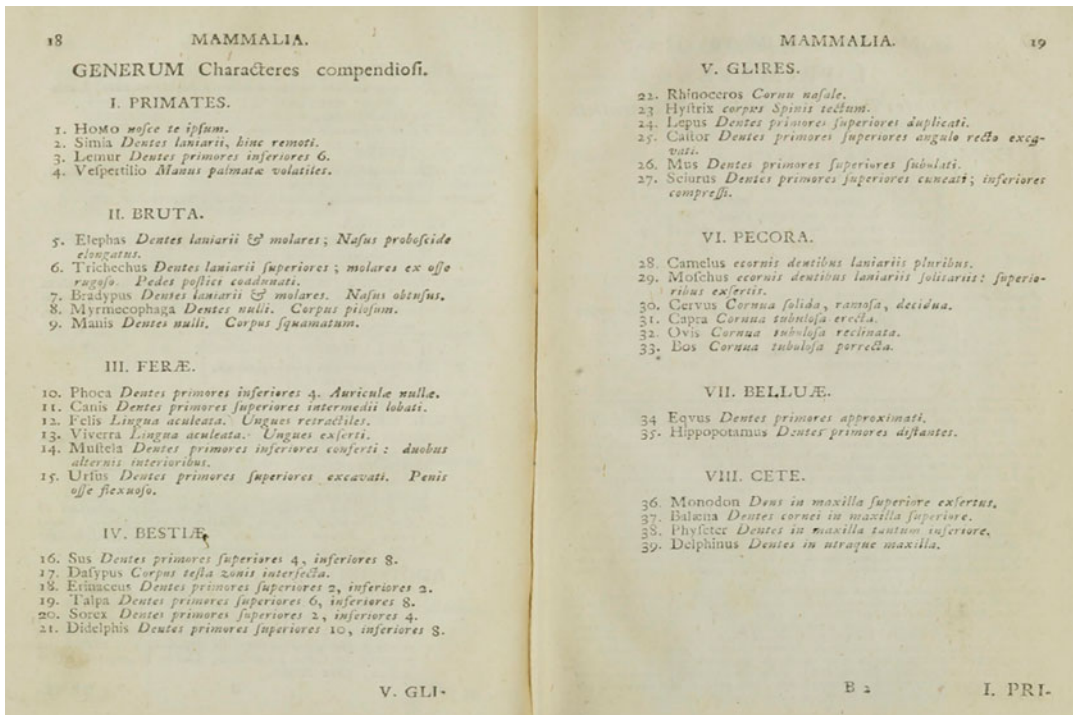 18 MAMMALIA.
GENERUM Characteres compendioſi.
I. PRIMATES.
1. HOMO noſce te ipſum.
2. Simia Dentes laniarii, hinc remoti.
3. Lemur Dentes primores inferiores 6.
4. Veſpertilio Manus palmatæ volatiles.
II. BRUTA.
5. Elephas Dentes laniarii & molares; Naſus proboſcide
elongatus.
6. Trichechus Dentes laniarii ſuperiores; molares ex oſſe
rugoſo. Pedes poſtici coadunati.
7. Bradypus Dentes laniarii & molares. Naſus obtuſus.
8. Myrmecophaga Dentes nulli. Corpus piloſum.
9. Manis Dentes nulli. Corpus ſquamatum.
III. FERÆ.
10. Phoca Dentes primores inferiores 4. Auriculæ nullæ.
11. Canis Dentes primores ſuperiores intermedii lobati.
12. Felis Lingua aculeata. Ungues retractiles.
13. Viverra Lingua aculeata. Ungues exſerti.
14. Muſtela Dentes primores inferiores conferti: duobus
alternis interioribus.
15. Urſus Dentes primores ſuperiores excavati. Penis
oſſe flexuoſo.
IV. BESTIÆ.
16. Sus Dentes primores ſuperiores 4, inferiores 8.
17. Daſypus Corpus teſta zonis interſecta.
18. Erinaceus Dentes primores ſuperiores 2, inferiores 2.
19. Talpa Dentes primores ſuperiores 6, inferiores 8.
20. Sorex Dentes primores ſuperiores 2, inferiores 4.
21. Didelphis Dentes primores ſuperiores 10, inferiores 8.
V. GLI-
MAMMALIA. 19
V. GLIRES.
22. Rhinoceros Cornu naſale.
23 Hyſtrix corpus Spinis tectum.
24. Lepus Dentes primores ſuperiores duplicati.
25. Caſtor Dentes primores ſuperiores angulo recto exca-
vati.
26. Mus Dentes primores ſuperiores ſubulati.
27. Sciurus Dentes primores ſuperiores cuneati; inferiores
compreſſi.
VI. PECORA.
28. Camelus ecornis dentibus laniariis pluribus.
29. Moſchus ecornis dentibus laniariis ſolitariis: ſuperio-
ribus exſertis.
30. Cervus Cornua ſolida, ramoſa, decidua.
31. Capra Cornua tubuloſa erecta.
32. Ovis Cornua tubuloſa reclinata.
33. Bos Cornua tubuloſa porrecta.
VII. BELLUÆ.
34 Eqvus Dentes primores approximati.
35. Hippopotamus Dentes primores diſtantes.
VIII. CETE.
36. Monodon Dens in maxilla ſuperiore exſertus.
37. Balæna Dentes cornei in maxilla ſuperiore.
38. Phyſeter Dentes in maxilla tantum inferiore.
39. Delphinus Dentes in utraque maxilla.
B 2 I. PRI-